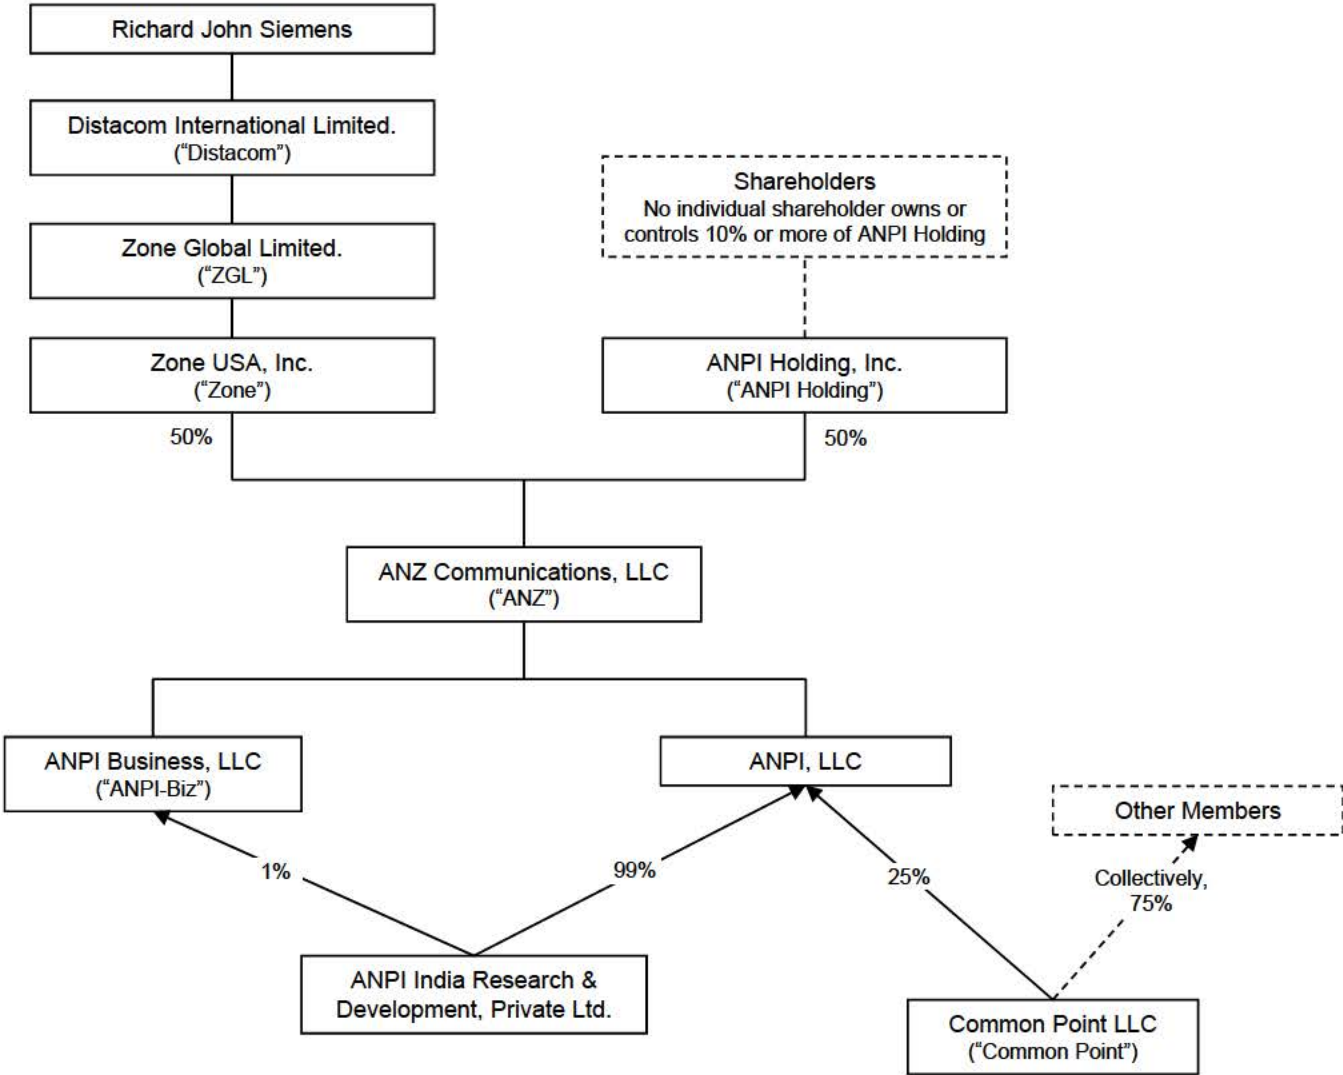 Richard John Siemens
Distacom International Limited.
(“Distacom”)
Shareholders
No individual shareholder owns or
controls 10% or more of ANPI Holding
Zone Global Limited.
(“ZGL”)
Zone USA, Inc.
(“Zone”)
ANPI Holding, Inc.
(“ANPI Holding”)
50%
50%
ANZ Communications, LLC
(“ANZ”)
ANPI Business, LLC
(“ANPI-Biz”)
ANPI, LLC
Other Members
1%
99%
25%
Collectively,
75%
ANPI India Research &
Development, Private Ltd.
Common Point LLC
(“Common Point”)